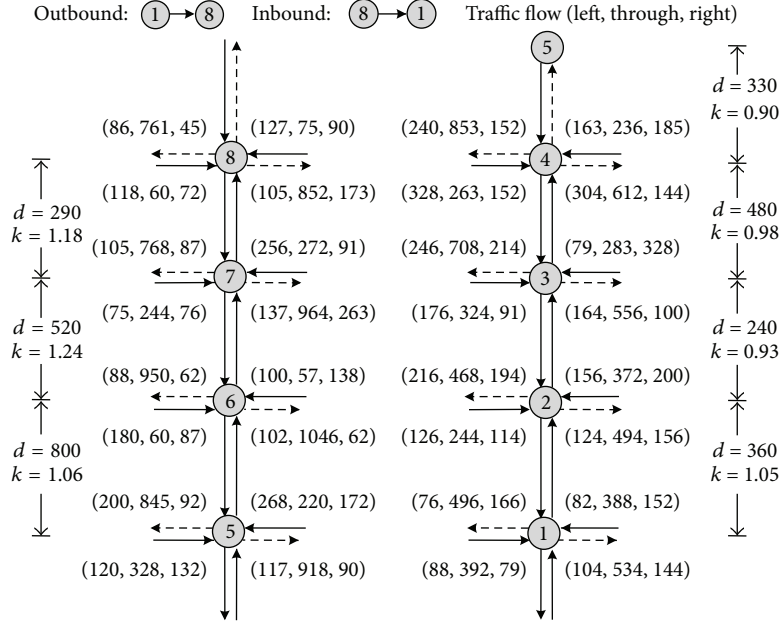 Outbound: 1 8 Inbound: 8 1 Traffic flow (left, through, right)
5
d = 330
k = 0.90
(86, 761, 45) (127, 75, 90)
8
(118, 60, 72) (105, 852, 173)
d = 290
k = 1.18
(105, 768, 87) (256, 272, 91)
7
(75, 244, 76) (137, 964, 263)
d = 520
k = 1.24
(88, 950, 62) (100, 57, 138)
6
(180, 60, 87) (102, 1046, 62)
d = 800
k = 1.06
(200, 845, 92) (268, 220, 172)
5
(120, 328, 132) (117, 918, 90)
(240, 853, 152) (163, 236, 185)
4
(328, 263, 152) (304, 612, 144)
d = 480
k = 0.98
(246, 708, 214) (79, 283, 328)
3
(176, 324, 91) (164, 556, 100)
d = 240
k = 0.93
(216, 468, 194) (156, 372, 200)
2
(126, 244, 114) (124, 494, 156)
d = 360
k = 1.05
(76, 496, 166) (82, 388, 152)
1
(88, 392, 79) (104, 534, 144)